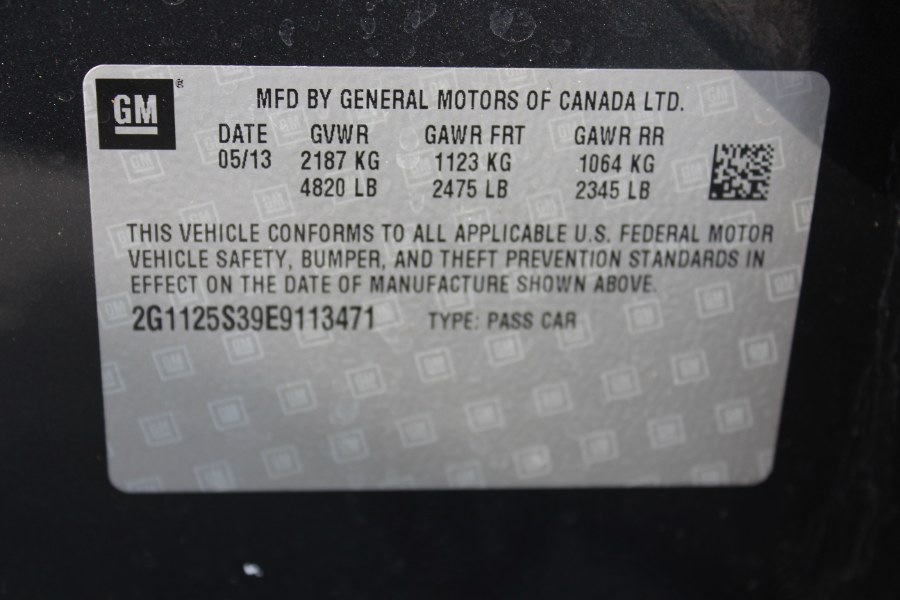 GM ®
MFD BY GENERAL MOTORS OF CANADA LTD.
DATE GVWR GAWR FRT GAWR RR
05/13 2187 KG 1123 KG 1064 KG
4820 LB 2475 LB 2345 LB
THIS VEHICLE CONFORMS TO ALL APPLICABLE U.S. FEDERAL MOTOR
VEHICLE SAFETY, BUMPER, AND THEFT PREVENTION STANDARDS IN
EFFECT ON THE DATE OF MANUFACTURE SHOWN ABOVE.
2G1125S39E9113471 TYPE: PASS CAR